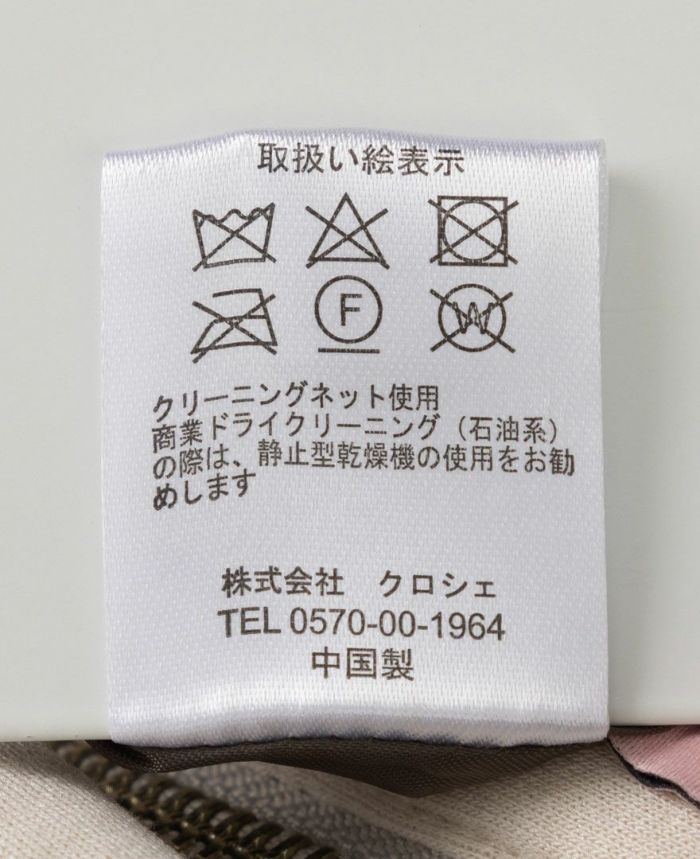 取扱い絵表示
F
W
クリーニングネット使用
商業ドライクリーニング（石油系）
の際は、静止型乾燥機の使用をお勧
めします
株式会社　クロシェ
TEL 0570-00-1964
中国製